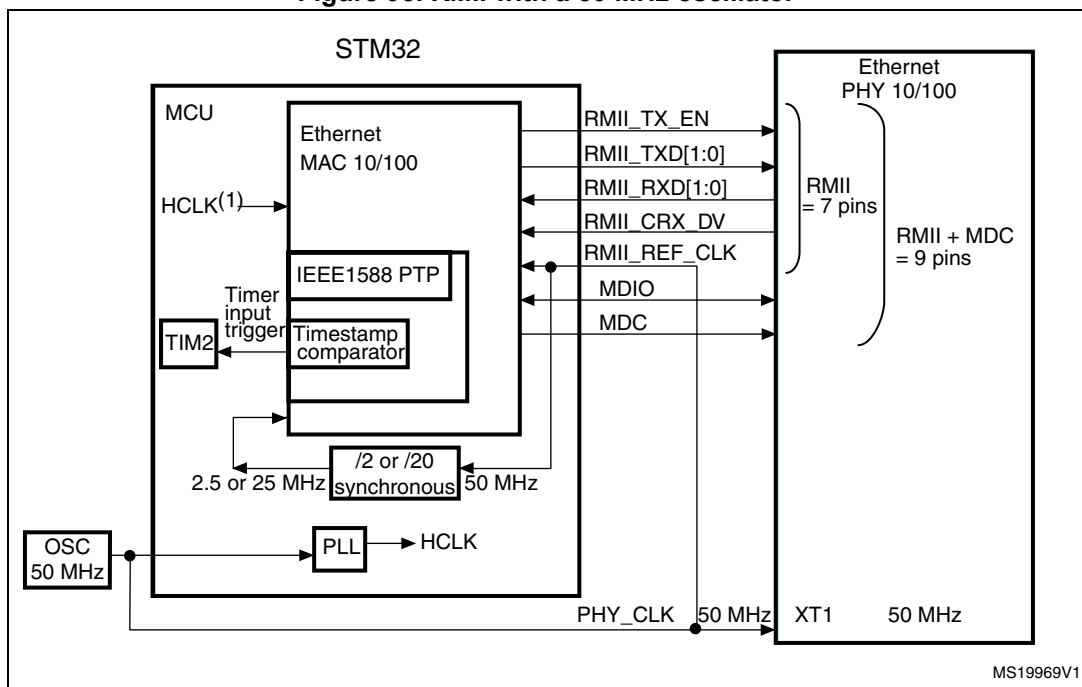 Figure RMII with a 50 MHz oscillator
STM32
MCU
Ethernet
MAC 10/100
HCLK(1)
IEEE1588 PTP
Timer
input
trigger
TIM2
Timestamp
comparator
/2 or /20
synchronous
2.5 or 25 MHz
50 MHz
OSC
50 MHz
PLL
HCLK
RMII_TX_EN
RMII_TXD[1:0]
RMII_RXD[1:0]
RMII_CRX_DV
RMII_REF_CLK
MDIO
MDC
PHY_CLK 50 MHz
Ethernet
PHY 10/100
RMII
= 7 pins
RMII + MDC
= 9 pins
XT1 50 MHz
MS19969V1